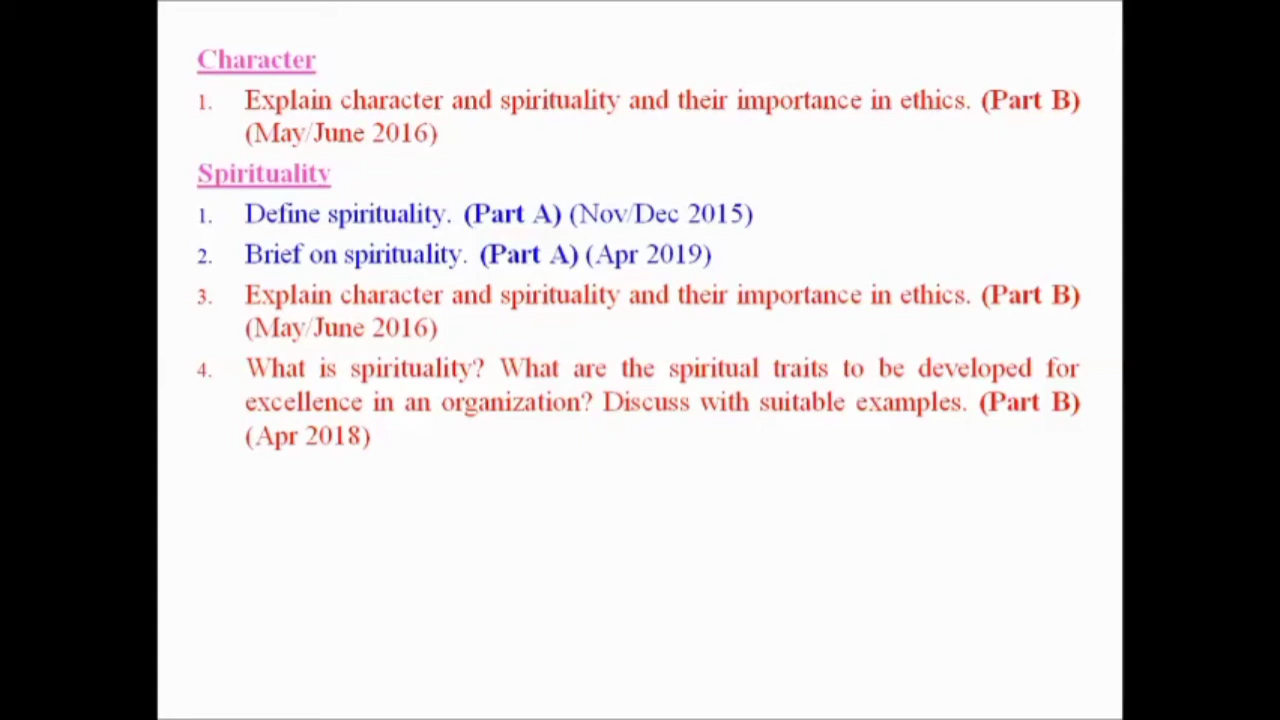 Character
1. Explain character and spirituality and their importance in ethics. (Part B)
(May/June 2016)
Spirituality
1. Define spirituality. (Part A) (Nov/Dec 2015)
2. Brief on spirituality. (Part A) (Apr 2019)
3. Explain character and spirituality and their importance in ethics. (Part B)
(May/June 2016)
4. What is spirituality? What are the spiritual traits to be developed for
excellence in an organization? Discuss with suitable examples. (Part B)
(Apr 2018)